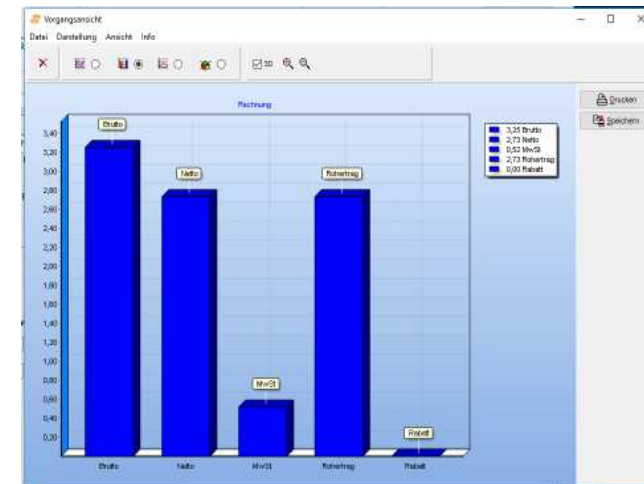 Vorgangsansicht
Datei Darstellung Ansicht Info
3D
Drucken
Speichern
Rechnung
3,25 Brutto
2,73 Netto
0,52 MwSt
2,73 Rohertrag
0,00 Rabatt
Brutto
Netto
Rohertrag
MwSt
Rabatt
3,40
3,20
3,00
2,80
2,60
2,40
2,20
2,00
1,80
1,60
1,40
1,20
1,00
0,80
0,60
0,40
0,20
Brutto Netto MwSt Rohertrag Rabatt